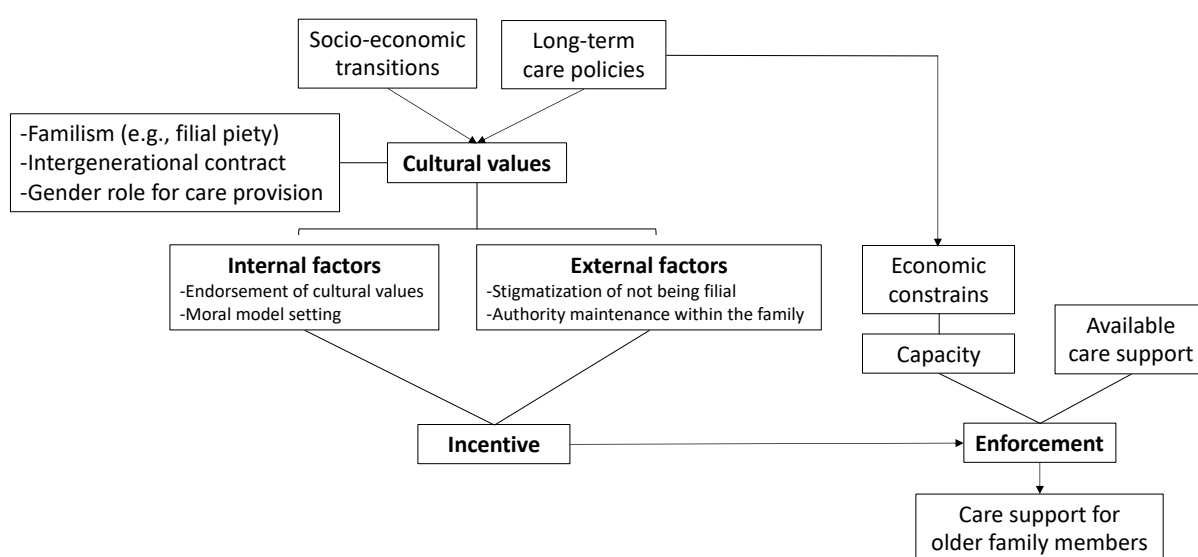 Socio-economic
transitions
Long-term
care policies
-Familism (e.g., filial piety)
-Intergenerational contract
-Gender role for care provision
Cultural values
Internal factors
-Endorsement of cultural values
-Moral model setting
External factors
-Stigmatization of not being filial
-Authority maintenance within the family
Economic
constrains
Capacity
Available
care support
Incentive
Enforcement
Care support for
older family members